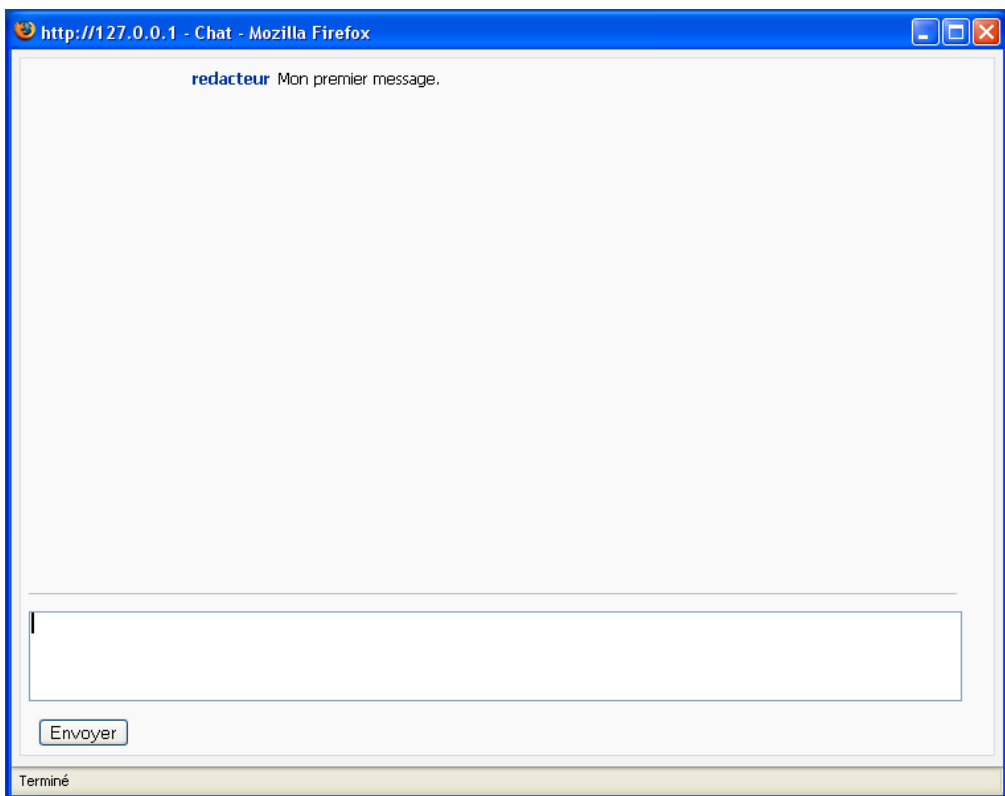 http://127.0.0.1 - Chat - Mozilla Firefox
redacteur Mon premier message.
Envoyer
Terminé